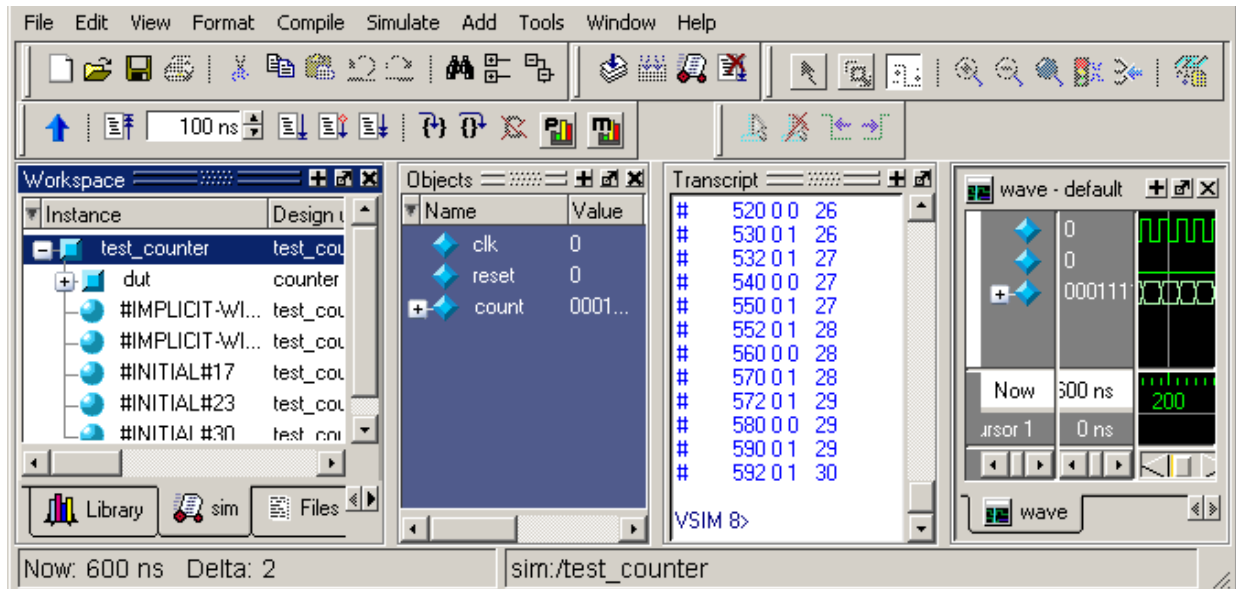 File Edit View Format Compile Simulate Add Tools Window Help
100 ns
Workspace
Instance Design u
test_counter test_cou
dut counter
#IMPLICIT-WI... test_cou
#IMPLICIT-WI... test_cou
#INITIAL#17 test_cou
#INITIAL#23 test_cou
#INITIAL#30 test_cou
Library sim Files
Objects
Name Value
clk 0
reset 0
count 0001...
Transcript
# 520 0 0 26
# 530 0 1 26
# 532 0 1 27
# 540 0 0 27
# 550 0 1 27
# 552 0 1 28
# 560 0 0 28
# 570 0 1 28
# 572 0 1 29
# 580 0 0 29
# 590 0 1 29
# 592 0 1 30
VSIM 8>
wave - default
0
0
000111
Now 600 ns
200
ursor 1 0 ns
wave
Now: 600 ns Delta: 2
sim:/test_counter